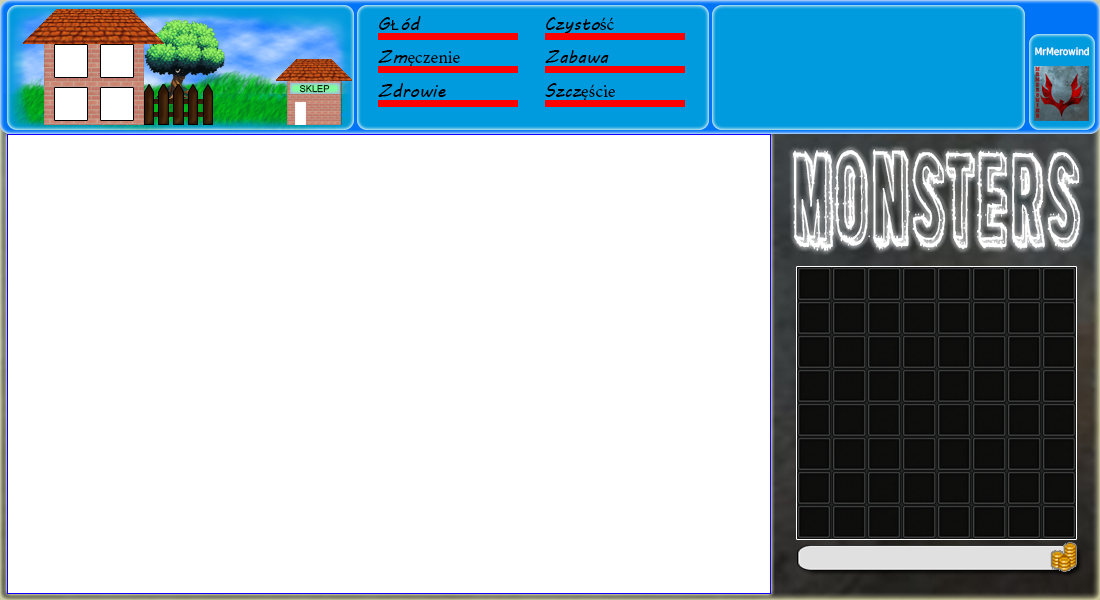 SKLEP
Głód
Czystość
Zmęczenie
Zabawa
Zdrowie
Szczęście
MrMerowind
MONSTERS